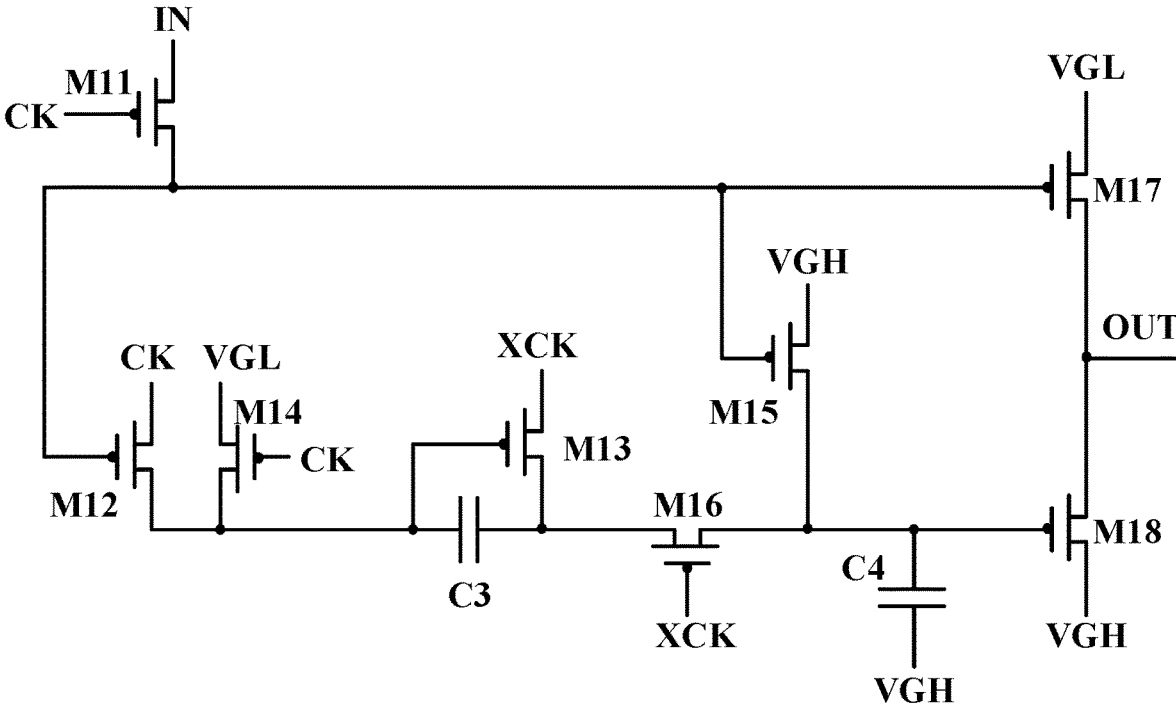 IN
M11
CK
VGL
M17
VGH
OUT
CK
VGL
XCK
M14
M15
M13
CK
M12
M16
M18
C4
C3
XCK
VGH
VGH